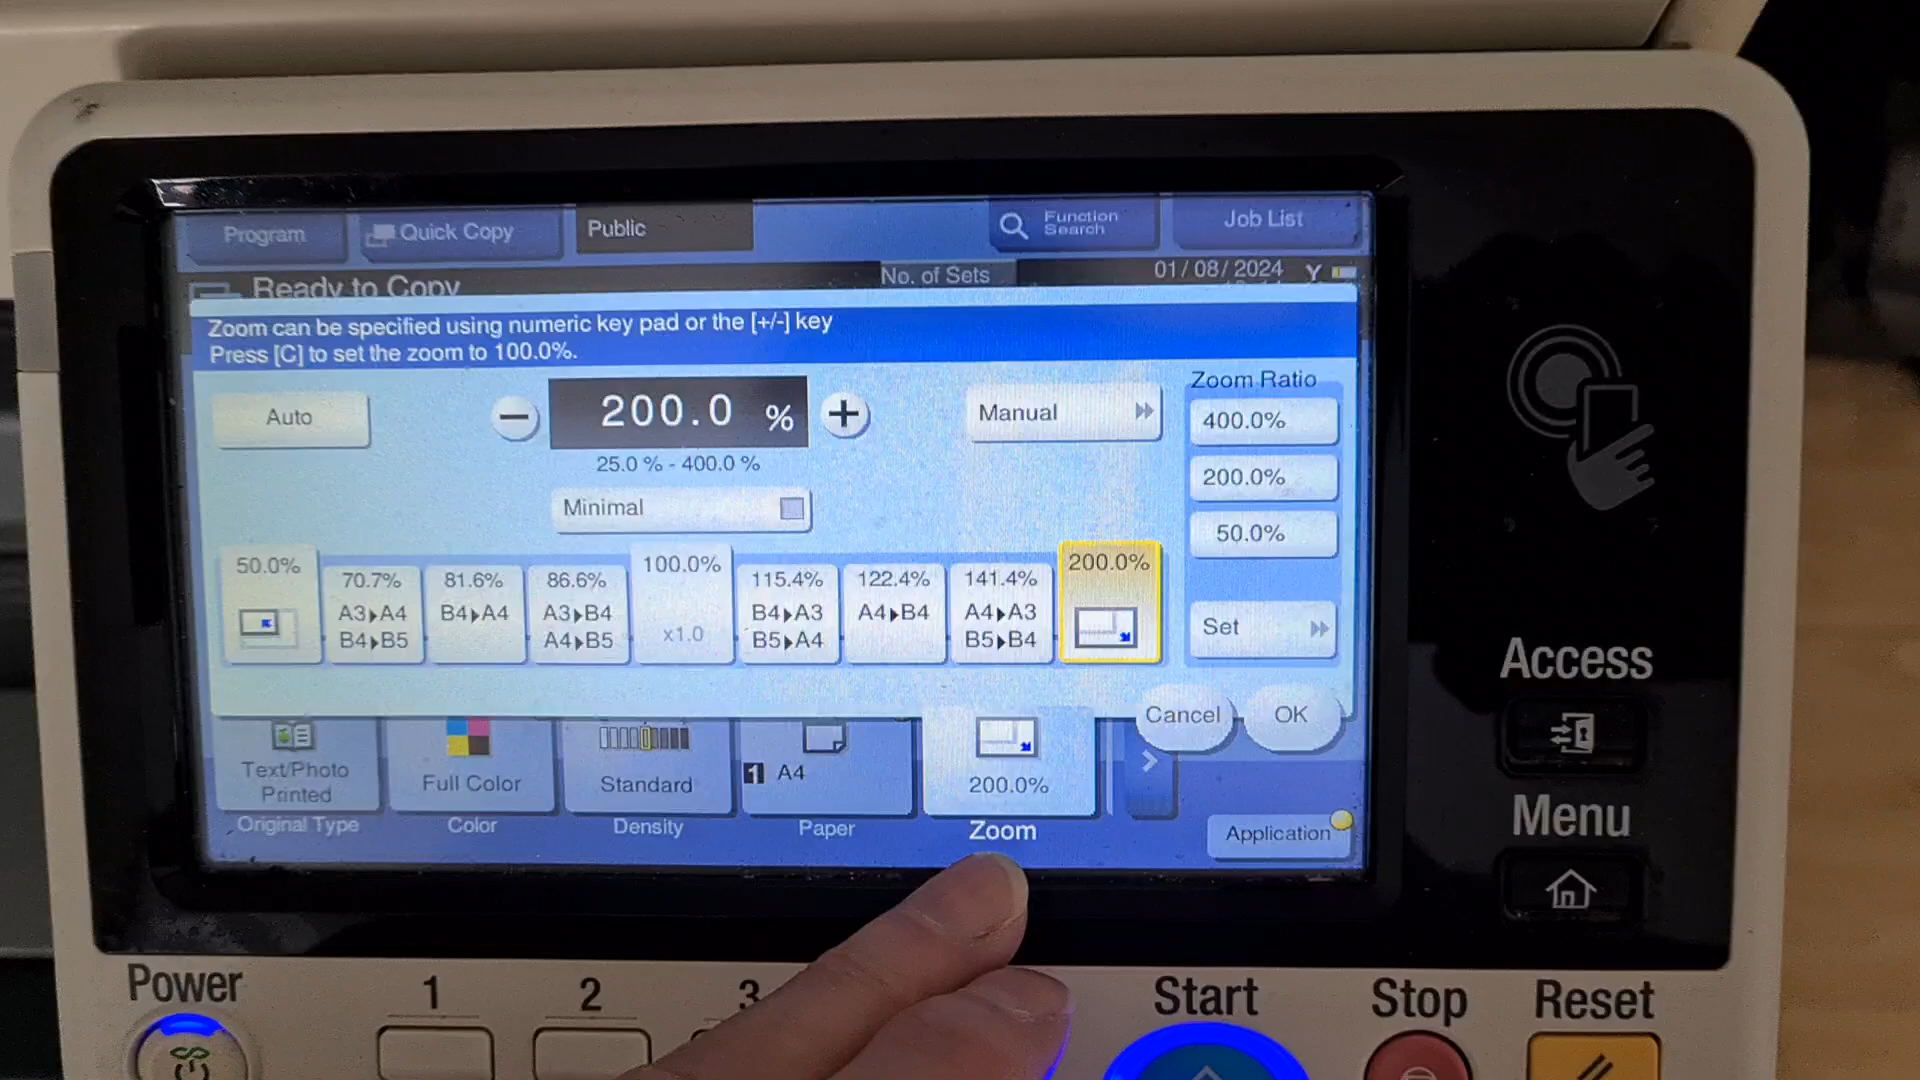 Program
Quick Copy
Public
Function
Search
Job List
Ready to Copy
No. of Sets
01/08/2024
Y
Zoom can be specified using numeric key pad or the [+/-] key
Press [C] to set the zoom to 100.0%.
Auto
−
200.0 %
+
Manual
Zoom Ratio
400.0%
25.0 % - 400.0 %
200.0%
Minimal
50.0%
50.0%
70.7%
A3▸A4
B4▸B5
81.6%
B4▸A4
86.6%
A3▸B4
A4▸B5
100.0%
x1.0
115.4%
B4▸A3
B5▸A4
122.4%
A4▸B4
141.4%
A4▸A3
B5▸B4
200.0%
Set
Cancel
OK
Text/Photo
Printed
Original Type
Full Color
Color
Standard
Density
1 A4
Paper
200.0%
Zoom
Application
Access
Menu
Power
1
2
3
Start
Stop
Reset